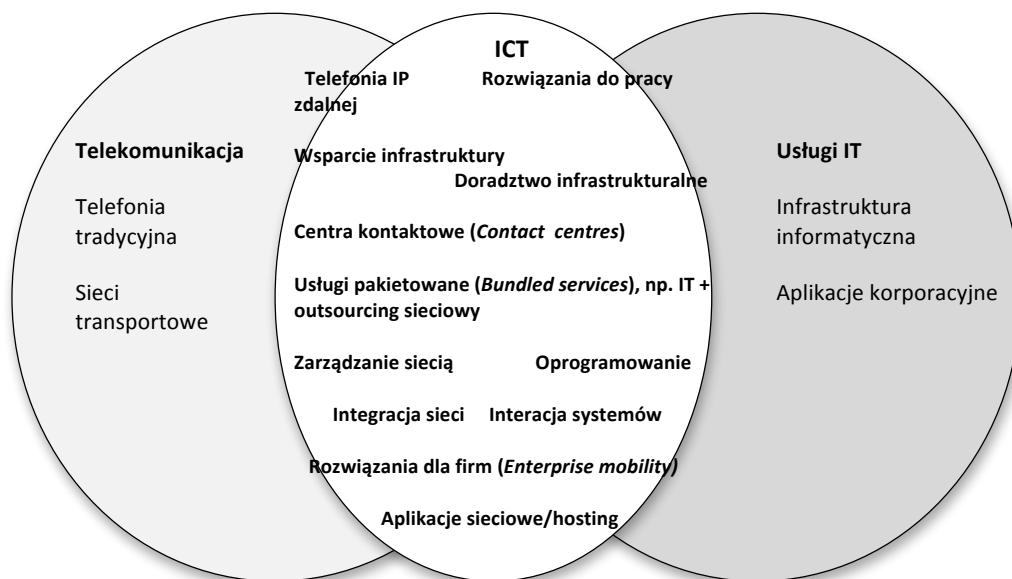 ICT
Telefonia IP Rozwiązania do pracy
zdalnej
Telekomunikacja
Telefonia
tradycyjna
Sieci
transportowe
Wsparcie infrastruktury
Doradztwo infrastrukturalne
Centra kontaktowe (Contact centres)
Usługi pakietowane (Bundled services), np. IT +
outsourcing sieciowy
Zarządzanie siecią Oprogramowanie
Integracja sieci Interacja systemów
Rozwiązania dla firm (Enterprise mobility)
Aplikacje sieciowe/hosting
Usługi IT
Infrastruktura
informatyczna
Aplikacje korporacyjne